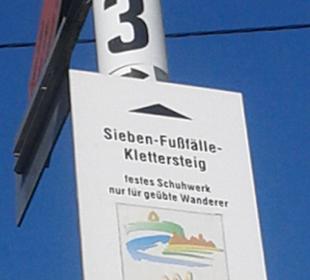 3
Sieben-Fußfälle-
Klettersteig
festes Schuhwerk
nur für geübte Wanderer